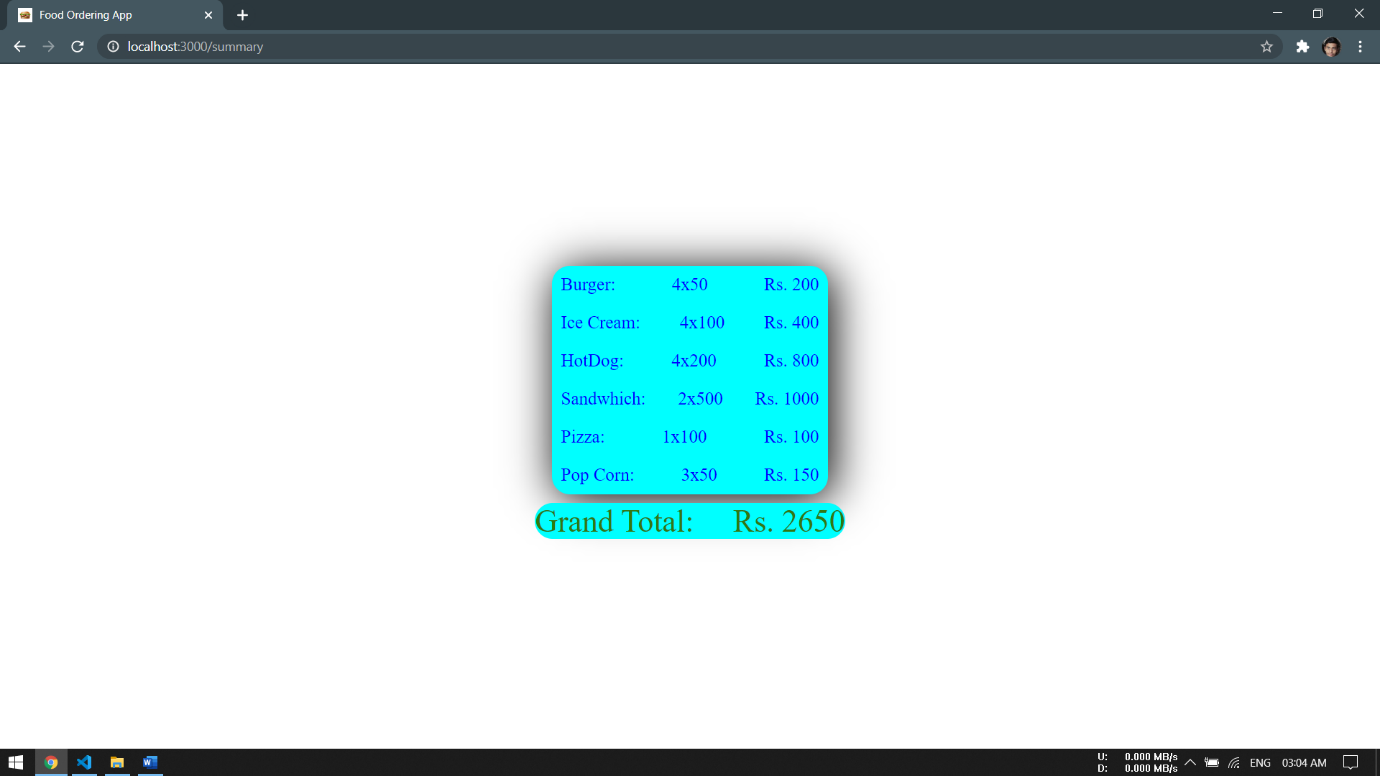 Food Ordering App
localhost:3000/summary
Burger: 4x50 Rs. 200
Ice Cream: 4x100 Rs. 400
HotDog: 4x200 Rs. 800
Sandwhich: 2x500 Rs. 1000
Pizza: 1x100 Rs. 100
Pop Corn: 3x50 Rs. 150
Grand Total: Rs. 2650
U: 0.000 MB/s
D: 0.000 MB/s
ENG 03:04 AM